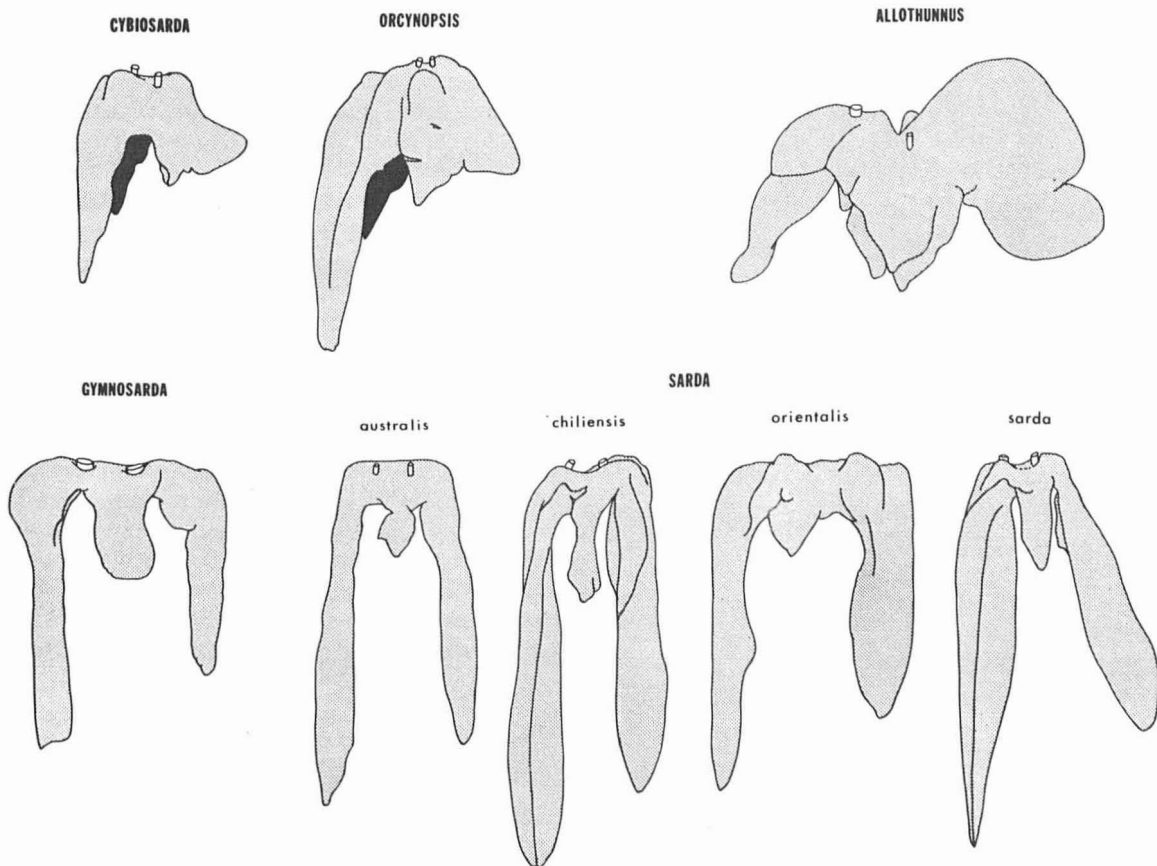 CYBIOSARDA
ORCYNOPSIS
ALLOTHUNNUS
GYMNOSARDA
SARDA
australis
chiliensis
orientalis
sarda